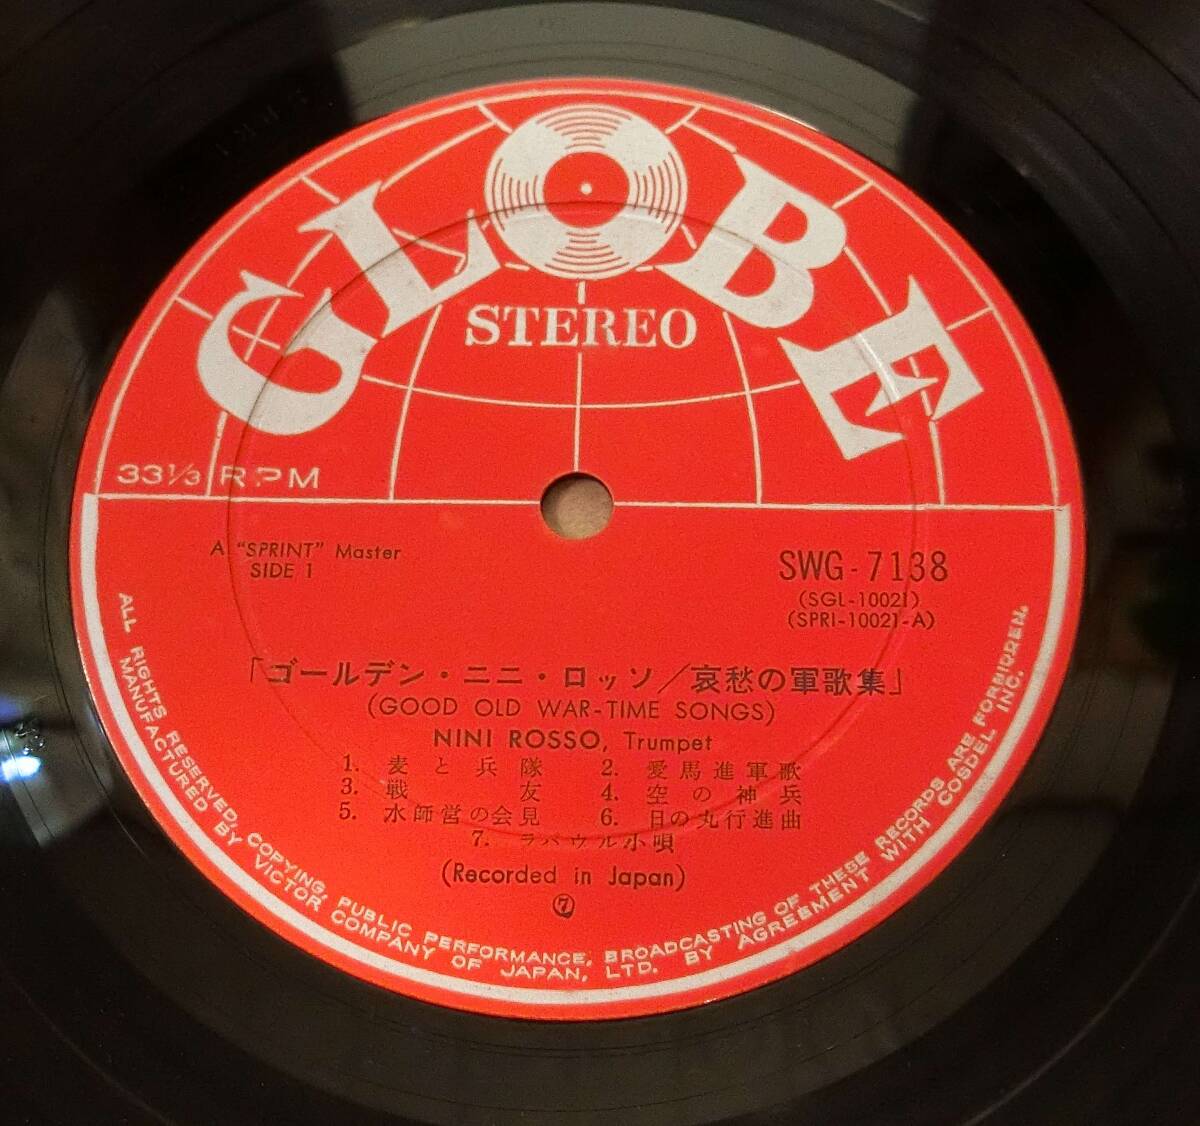 GLOBE
STEREO
33 1/3 RPM
A "SPRINT" Master
SIDE 1
SWG-7138
(SGL-10021)
(SPRI-10021-A)
「ゴールデン・ニニ・ロッソ/哀愁の軍歌集」
(GOOD OLD WAR-TIME SONGS)
NINI ROSSO, Trumpet
1. 麦と兵隊 2. 愛馬進軍歌
3. 戦友 4. 空の神兵
5. 水師営の会見 6. 日の丸行進曲
7. ラバウル小唄
(Recorded in Japan)
⑦
ALL RIGHTS RESERVED, COPYING, PUBLIC PERFORMANCE, BROADCASTING OF THESE RECORDS ARE FORBIDDEN.
MANUFACTURED BY VICTOR COMPANY OF JAPAN, LTD. BY AGREEMENT WITH COSDEL INC.